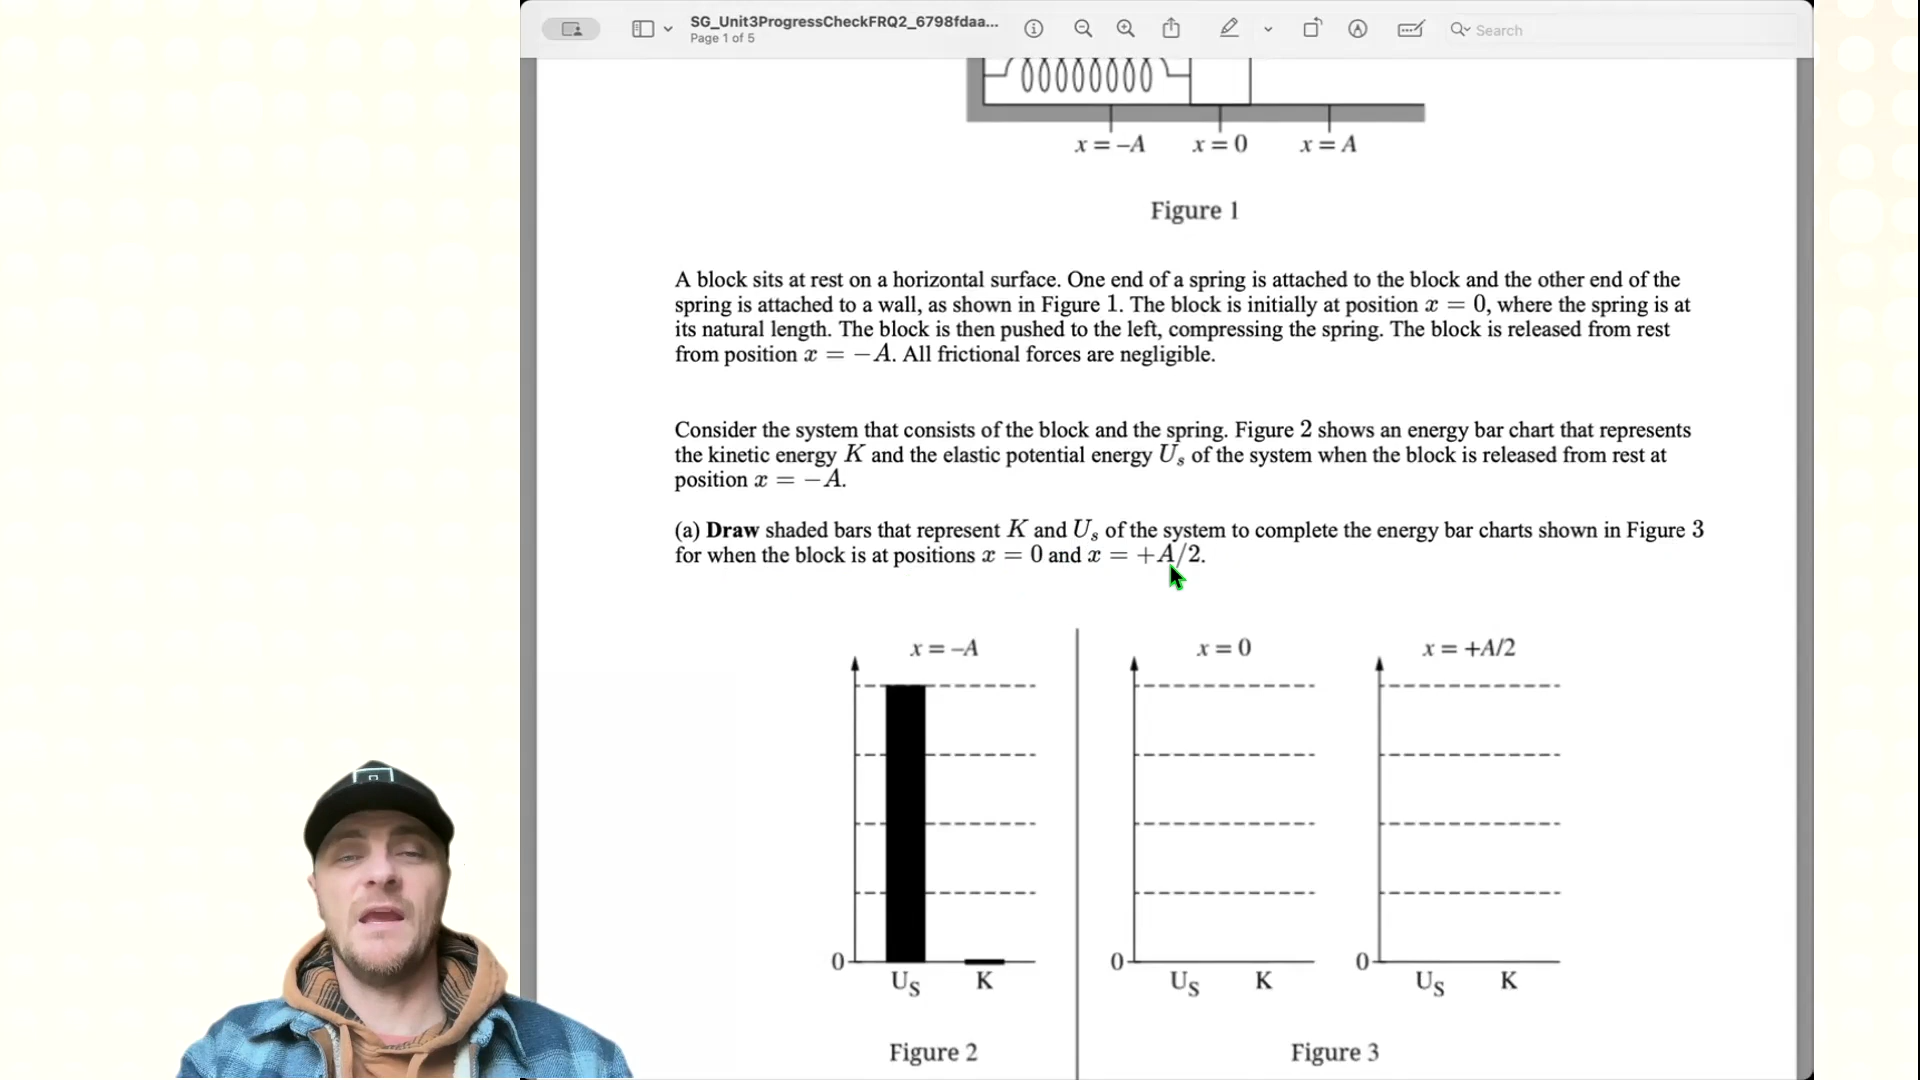 SG_Unit3ProgressCheckFRQ2_6798fdaa...
Page 1 of 5
Search
x = –A x = 0 x = A
Figure 1
A block sits at rest on a horizontal surface. One end of a spring is attached to the block and the other end of the
spring is attached to a wall, as shown in Figure 1. The block is initially at position x = 0, where the spring is at
its natural length. The block is then pushed to the left, compressing the spring. The block is released from rest
from position x = −A. All frictional forces are negligible.
Consider the system that consists of the block and the spring. Figure 2 shows an energy bar chart that represents
the kinetic energy K and the elastic potential energy Us of the system when the block is released from rest at
position x = −A.
(a) Draw shaded bars that represent K and Us of the system to complete the energy bar charts shown in Figure 3
for when the block is at positions x = 0 and x = +A/2.
x = –A x = 0 x = +A/2
0 0 0
US K US K US K
Figure 2 Figure 3